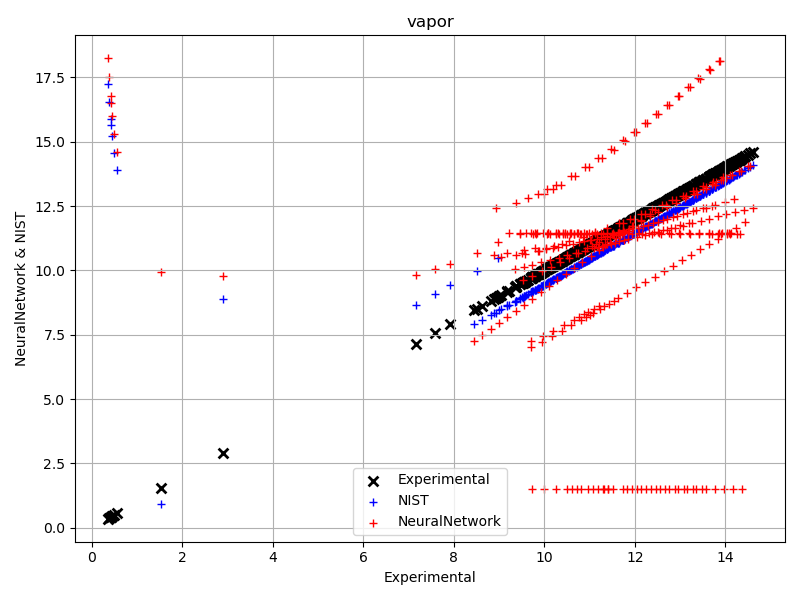 vapor
NeuralNetwork & NIST
17.5
15.0
12.5
10.0
7.5
5.0
2.5
0.0
Experimental
NIST
NeuralNetwork
0
2
4
6
8
10
12
14
Experimental